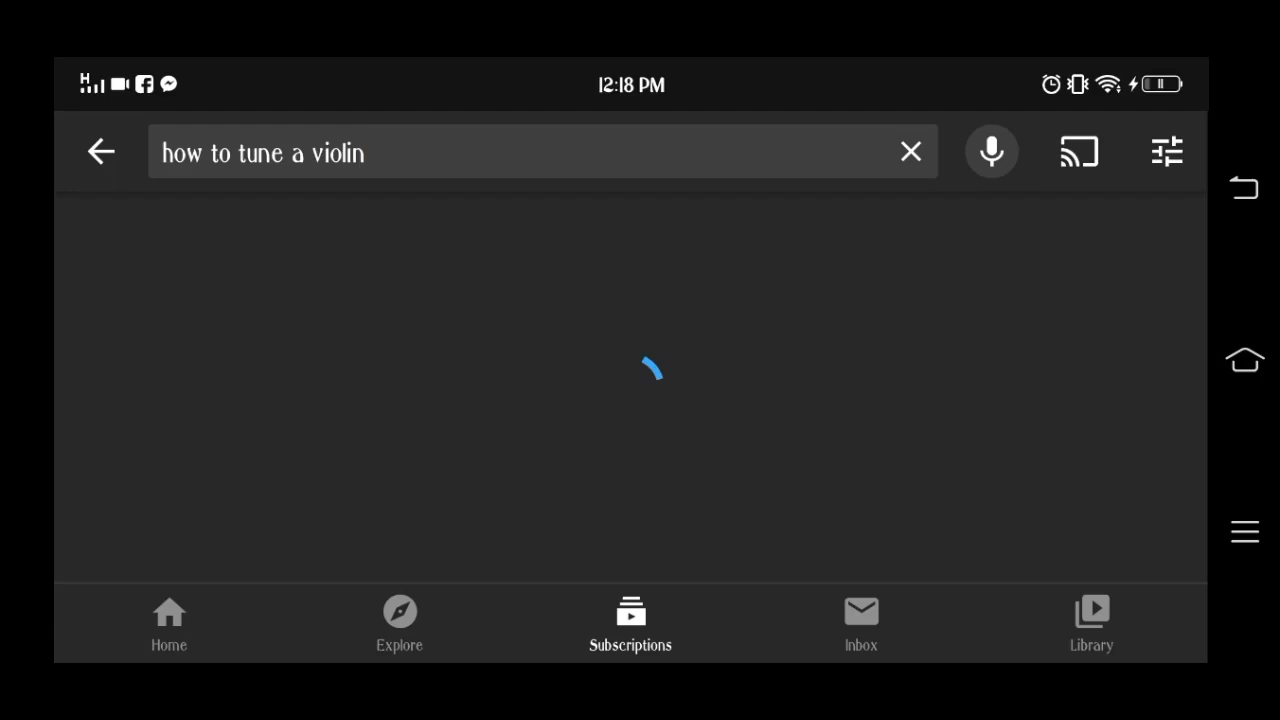 H
12:18 PM
how to tune a violin
Home
Explore
Subscriptions
Inbox
Library